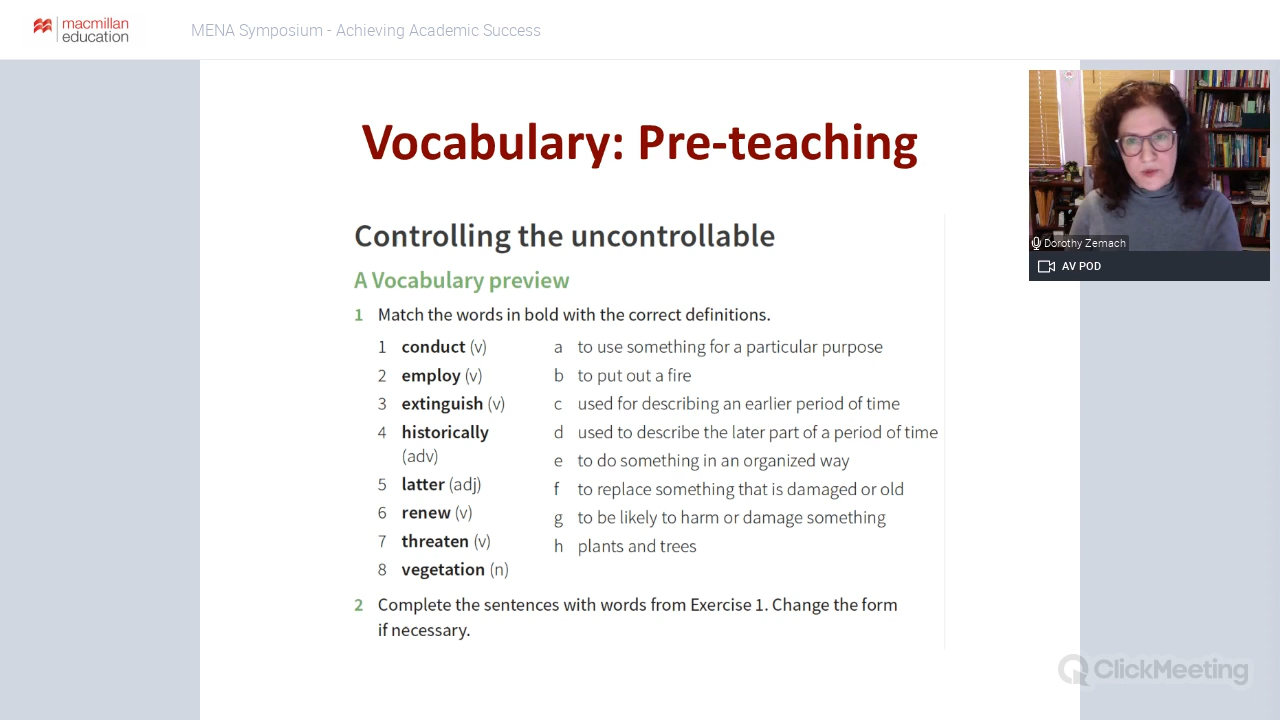 macmillan
education
MENA Symposium - Achieving Academic Success
Vocabulary: Pre-teaching
Controlling the uncontrollable
A Vocabulary preview
1 Match the words in bold with the correct definitions.
1 conduct (v) a to use something for a particular purpose
2 employ (v) b to put out a fire
3 extinguish (v) c used for describing an earlier period of time
4 historically d used to describe the later part of a period of time
(adv) e to do something in an organized way
5 latter (adj) f to replace something that is damaged or old
6 renew (v) g to be likely to harm or damage something
7 threaten (v) h plants and trees
8 vegetation (n)
2 Complete the sentences with words from Exercise 1. Change the form
if necessary.
Dorothy Zemach
AV POD
ClickMeeting